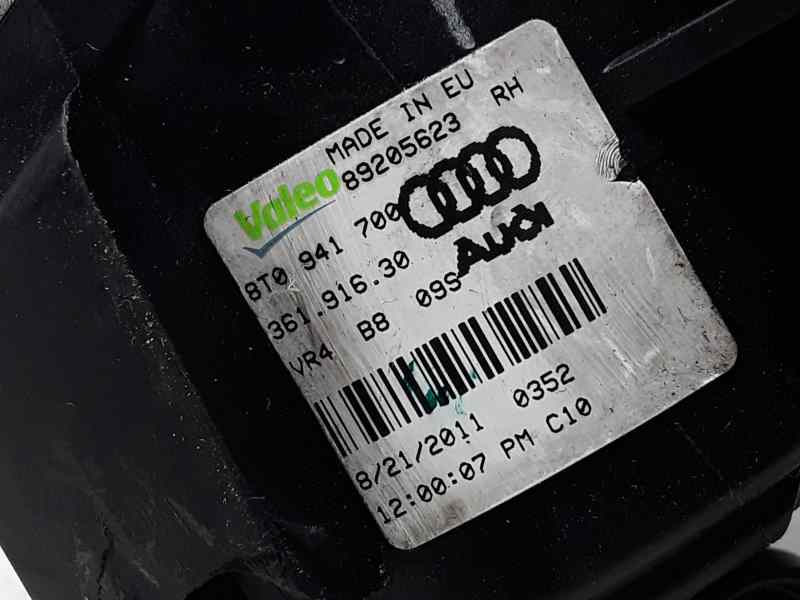 MADE IN EU
Valeo 89205623 RH
8T0 941 700
Audi
361.916.30
VR4 B8 09S
8/21/2011 0352
12:00:07 PM C10